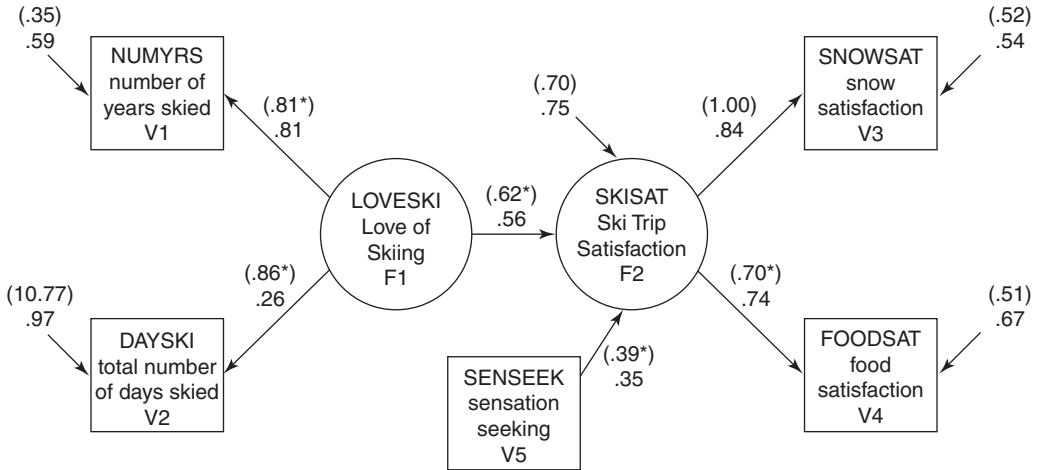 (.35)
.59
NUMYRS
number of
years skied
V1
(.81*)
.81
(10.77)
.97
DAYSKI
total number
of days skied
V2
(.86*)
.26
LOVESKI
Love of
Skiing
F1
(.62*)
.56
(.70)
.75
SKISAT
Ski Trip
Satisfaction
F2
SENSEEK
sensation
seeking
V5
(.39*)
.35
(1.00)
.84
(.52)
.54
SNOWSAT
snow
satisfaction
V3
(.70*)
.74
(.51)
.67
FOODSAT
food
satisfaction
V4